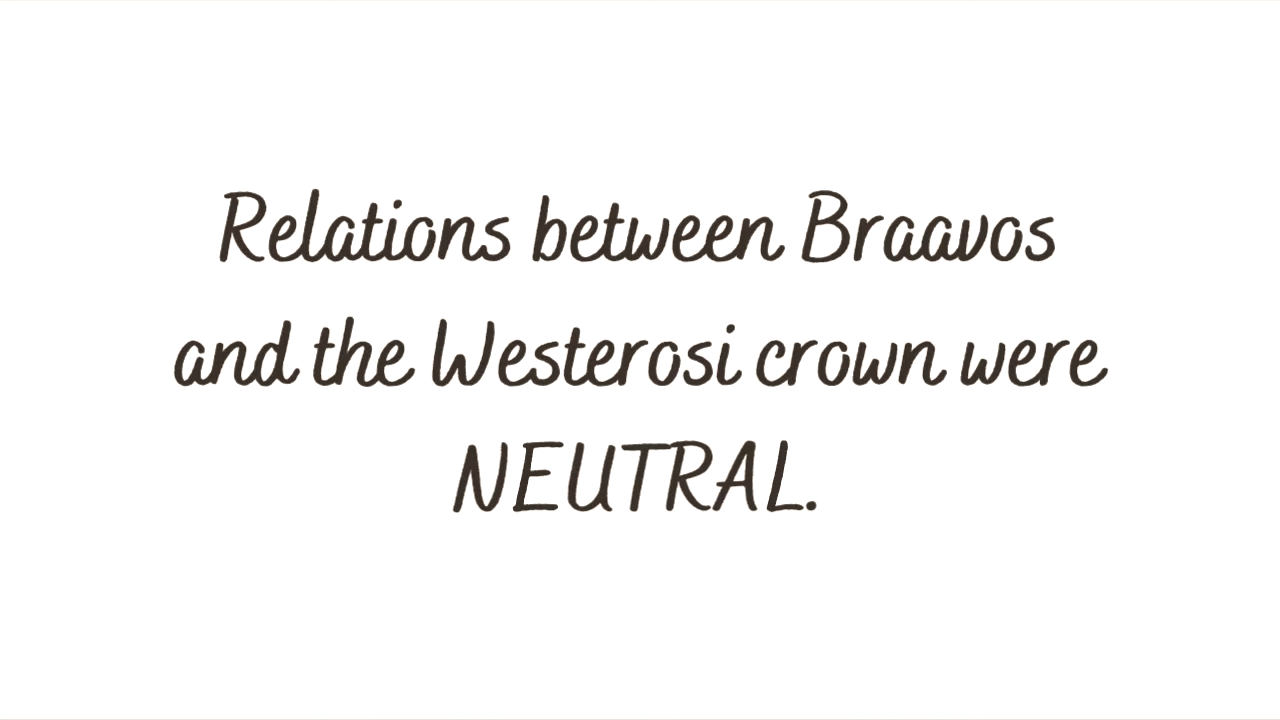 Relations between Braavos
and the Westerosi crown were
NEUTRAL.